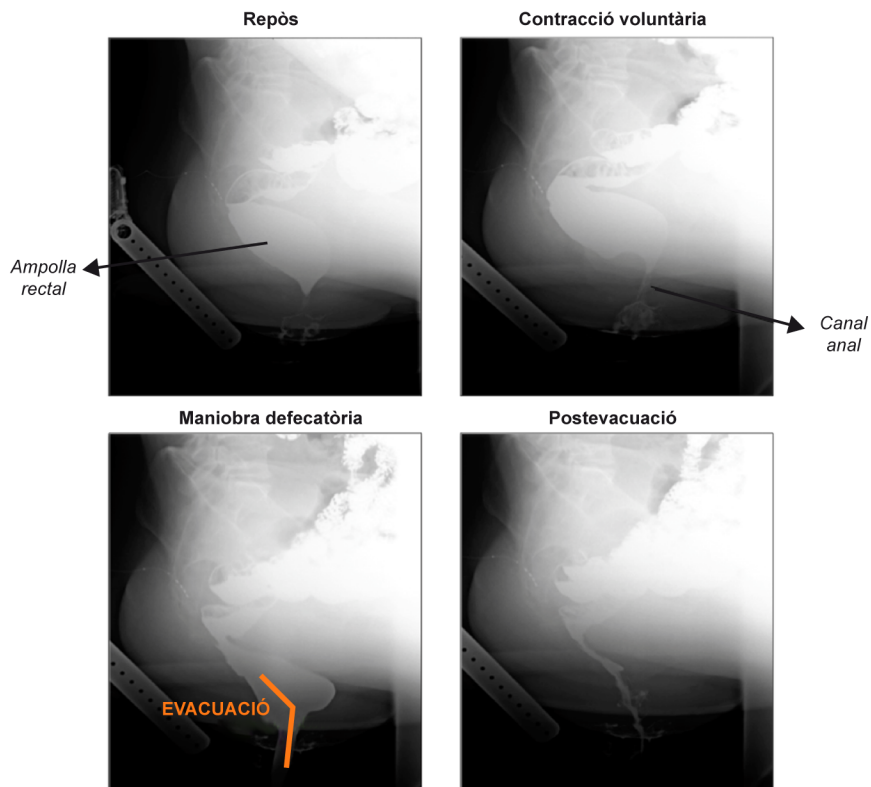 Repòs
Contracció voluntària
Ampolla
rectal
Canal
anal
Maniobra defecatòria
Postevacuació
EVACUACIÓ